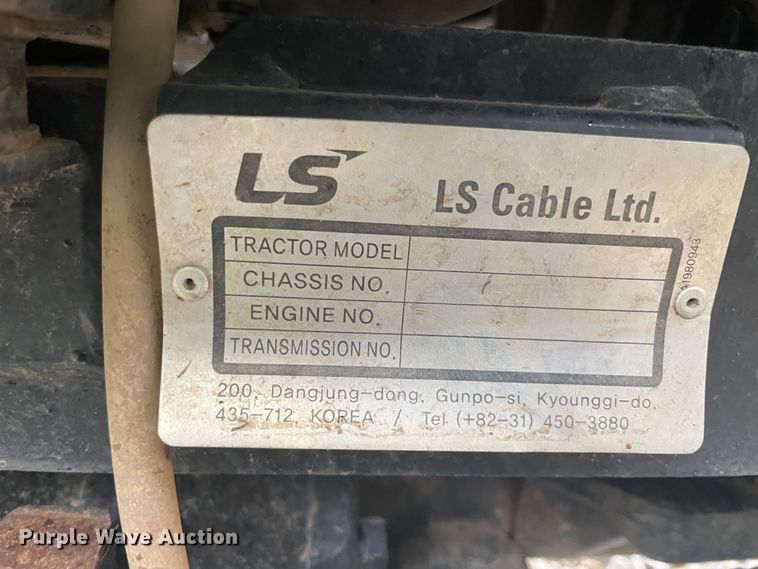 LS
LS Cable Ltd.
TRACTOR MODEL
CHASSIS NO.
ENGINE NO.
TRANSMISSION NO.
A1980943
200, Dangjung-dong, Gunpo-si, Kyounggi-do,
435-712, KOREA / Tel (+82-31) 450-3880
Purple Wave Auction